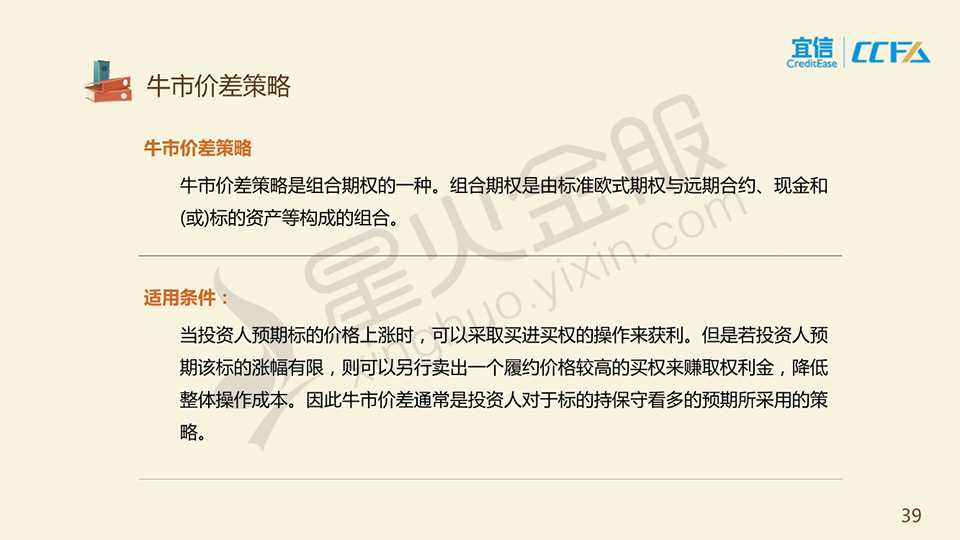 宜信 CCFA
CreditEase
牛市价差策略
牛市价差策略
牛市价差策略是组合期权的一种。组合期权是由标准欧式期权与远期合约、现金和
(或)标的资产等构成的组合。
适用条件：
当投资人预期标的价格上涨时，可以采取买进买权的操作来获利。但是若投资人预
期该标的涨幅有限，则可以另行卖出一个履约价格较高的买权来赚取权利金，降低
整体操作成本。因此牛市价差通常是投资人对于标的持保守看多的预期所采用的策
略。
星火金服
xinghuo.yixin.com
39